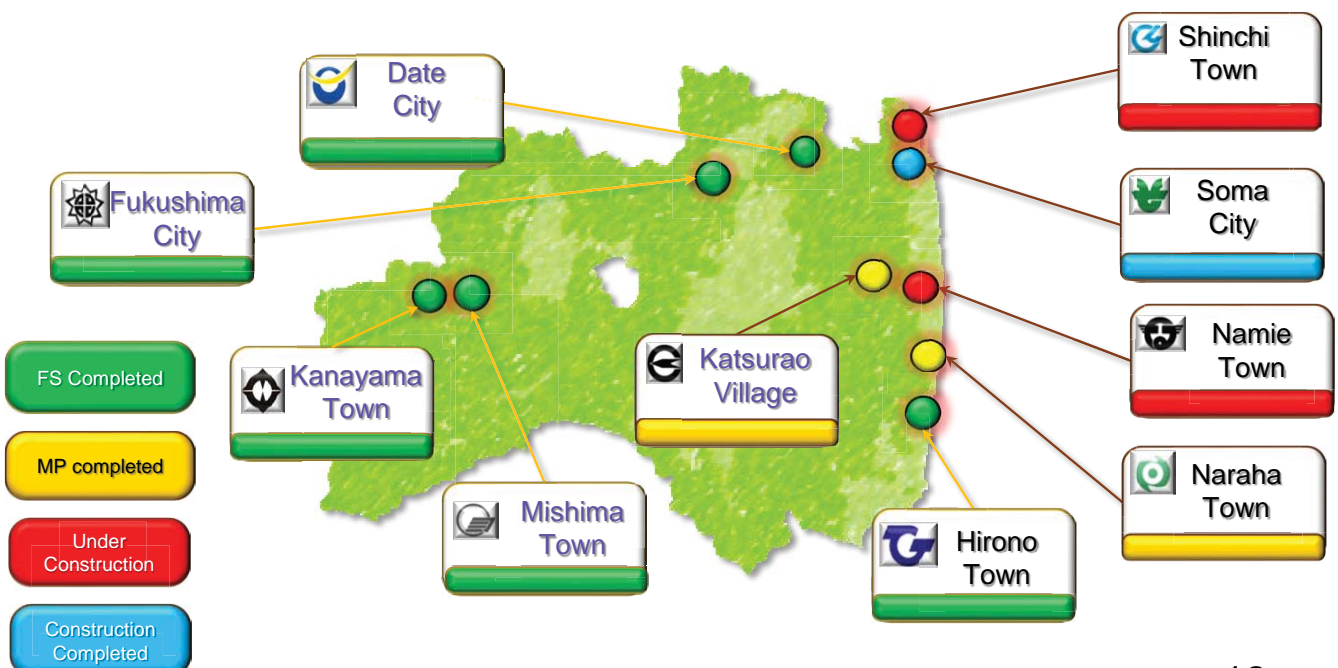 Shinchi
Town
Date
City
Soma
City
Fukushima
City
Namie
Town
Katsurao
Village
FS Completed
Kanayama
Town
MP completed
Naraha
Town
Mishima
Town
Under
Construction
Hirono
Town
Construction
Completed